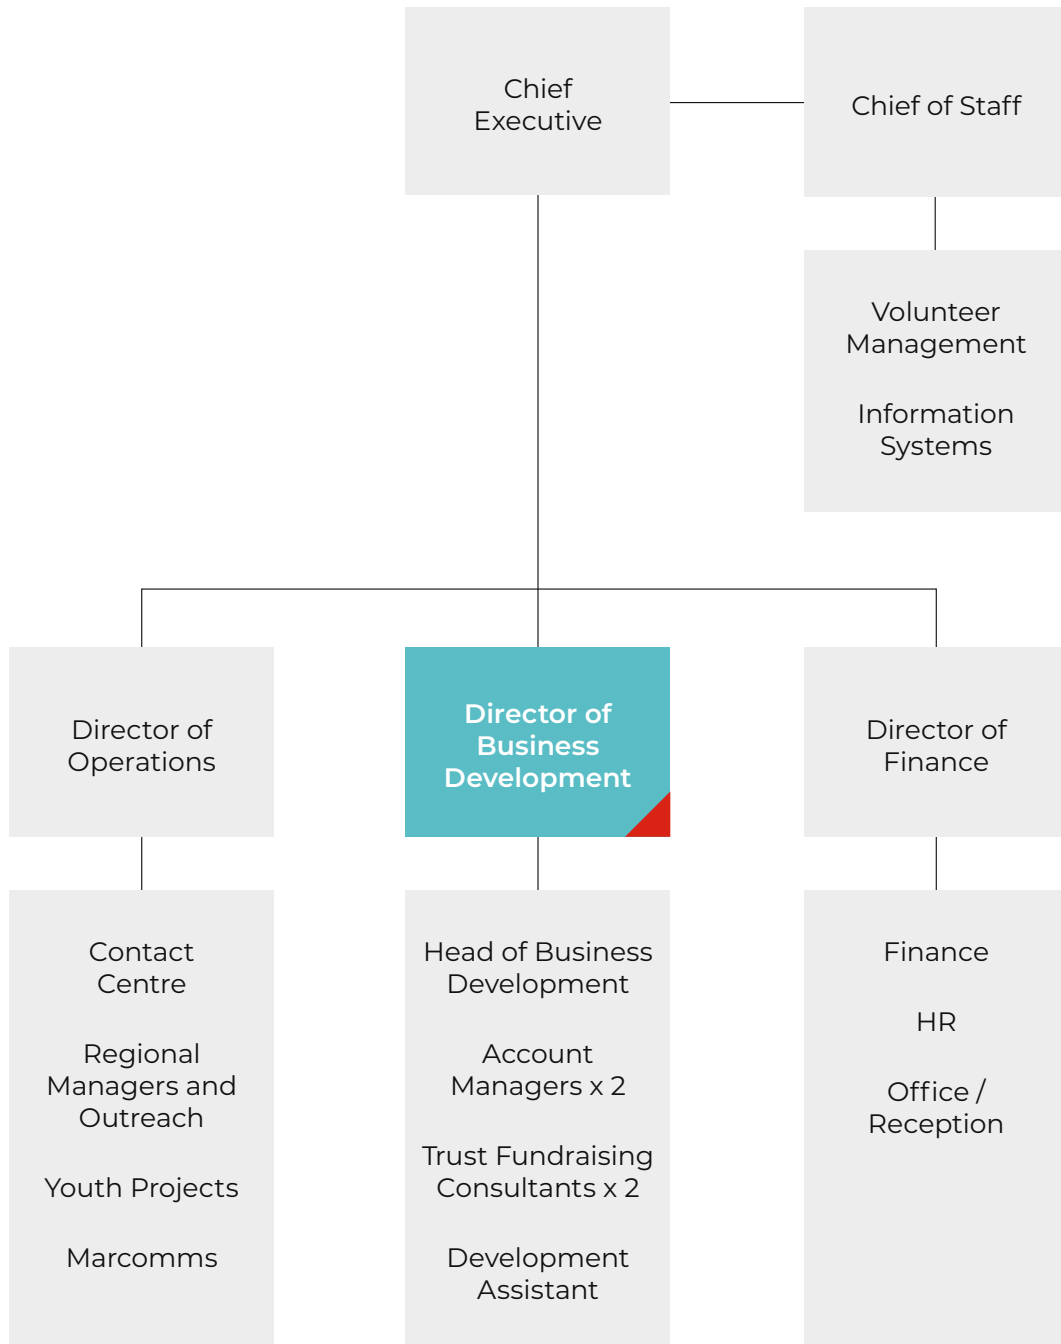 Chief
Executive
Chief of Staff
Volunteer
Management
Information
Systems
Director of
Operations
Director of
Business
Development
Director of
Finance
Contact
Centre
Regional
Managers and
Outreach
Youth Projects
Marcomms
Head of Business
Development
Account
Managers x 2
Trust Fundraising
Consultants x 2
Development
Assistant
Finance
HR
Office /
Reception